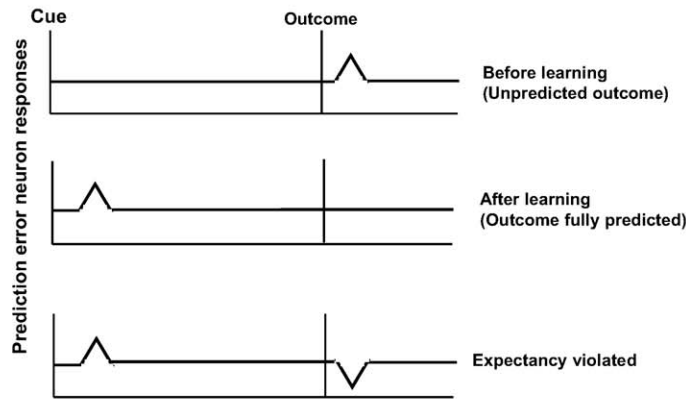 Cue
Outcome
Prediction error neuron responses
Before learning
(Unpredicted outcome)
After learning
(Outcome fully predicted)
Expectancy violated